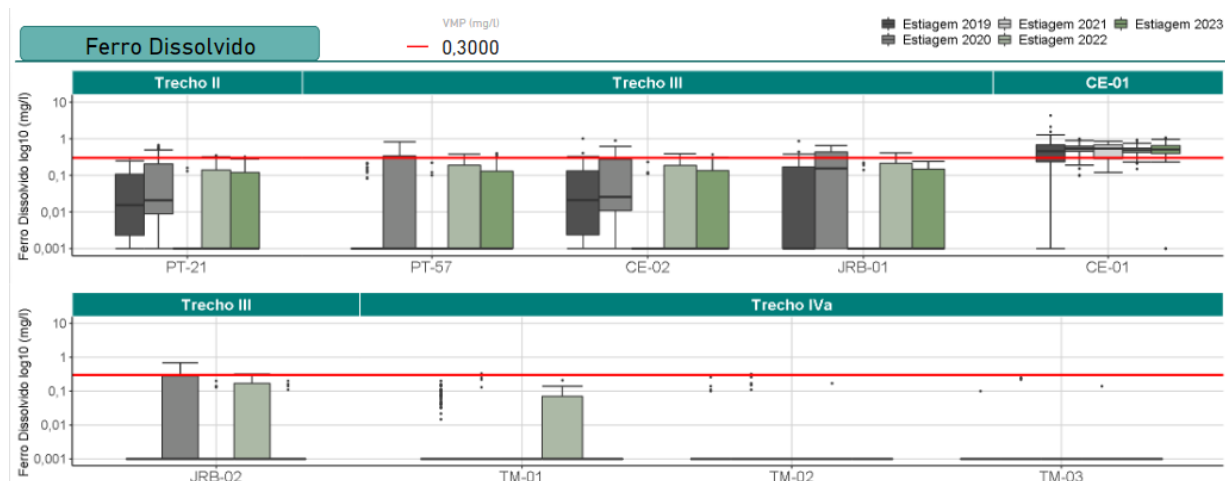 Ferro Dissolvido
VMP (mg/l)
0,3000
Estiagem 2019 Estiagem 2021 Estiagem 2023
Estiagem 2020 Estiagem 2022
Trecho II Trecho III CE-01
Ferro Dissolvido log10 (mg/l)
10
1
0,1
0,01
0,001
PT-21 PT-57 CE-02 JRB-01 CE-01
Trecho III Trecho IVa
Ferro Dissolvido log10 (mg/l)
10
1
0,1
0,01
0,001
JRB-02 TM-01 TM-02 TM-03